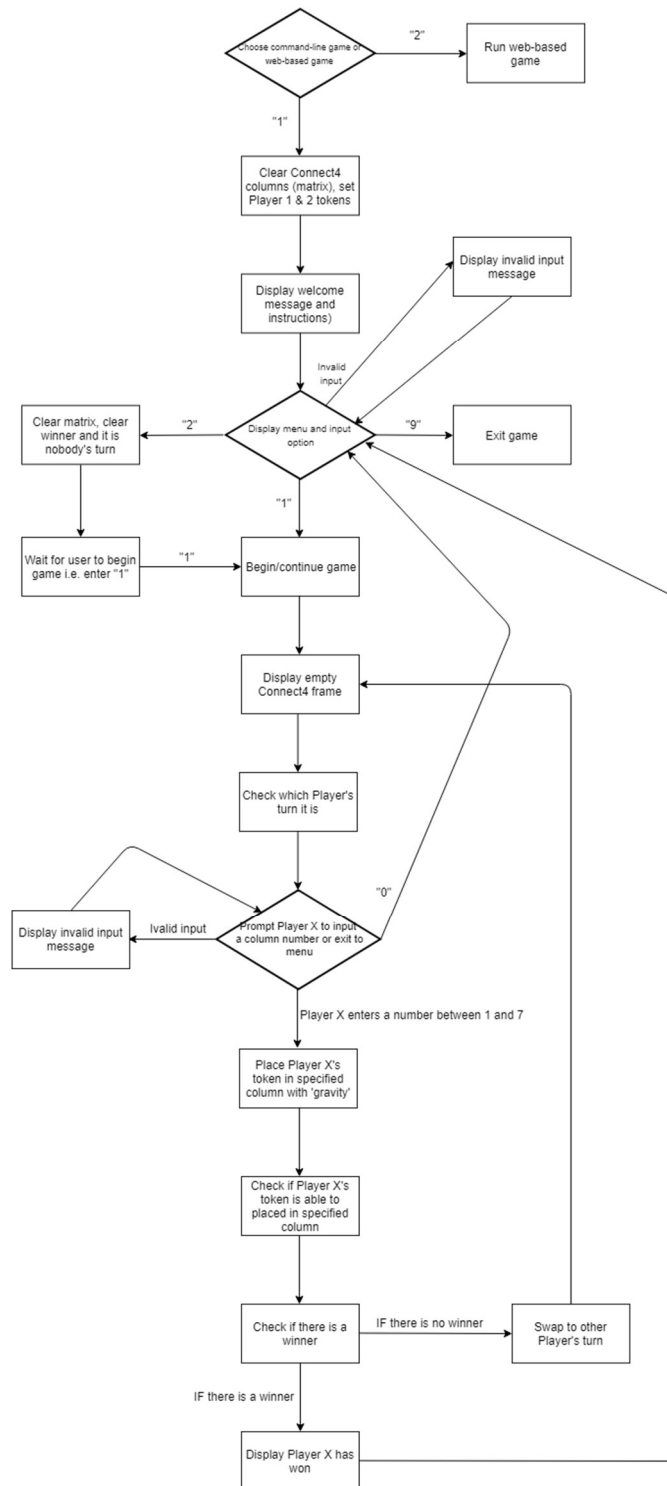 Choose command-line game or
web-based game
"2"
Run web-based
game
"1"
Clear Connect4
columns (matrix), set
Player 1 & 2 tokens
Display invalid input
message
Display welcome
message and
instructions)
Invalid
input
Clear matrix, clear
winner and it is
nobody's turn
"2"
Display menu and input
option
"9"
Exit game
"1"
Wait for user to begin
game i.e. enter "1"
"1"
Begin/continue game
Display empty
Connect4 frame
Check which Player's
turn it is
"0"
Display invalid input
message
Ivalid input
Prompt Player X to input
a column number or exit to
menu
Player X enters a number between 1 and 7
Place Player X's
token in specified
column with 'gravity'
Check if Player X's
token is able to
placed in specified
column
Check if there is a
winner
IF there is no winner
Swap to other
Player's turn
IF there is a winner
Display Player X has
won